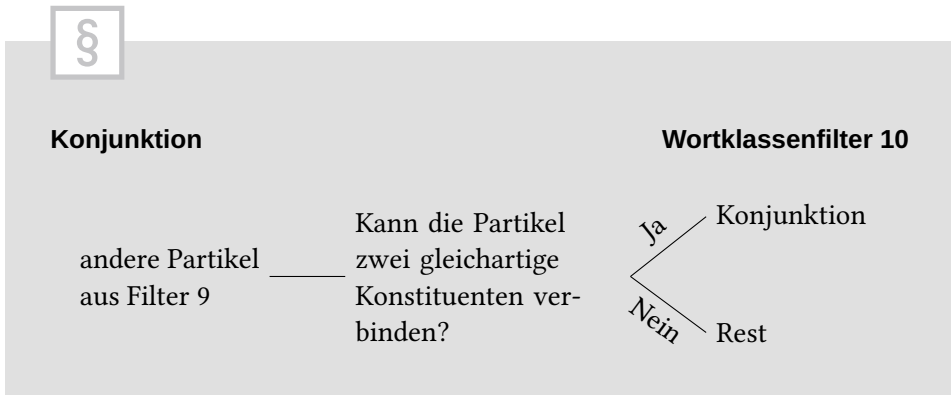 §
Konjunktion Wortklassenfilter 10
andere Partikel
aus Filter 9
Kann die Partikel
zwei gleichartige
Konstituenten ver-
binden?
Ja
Konjunktion
Nein
Rest